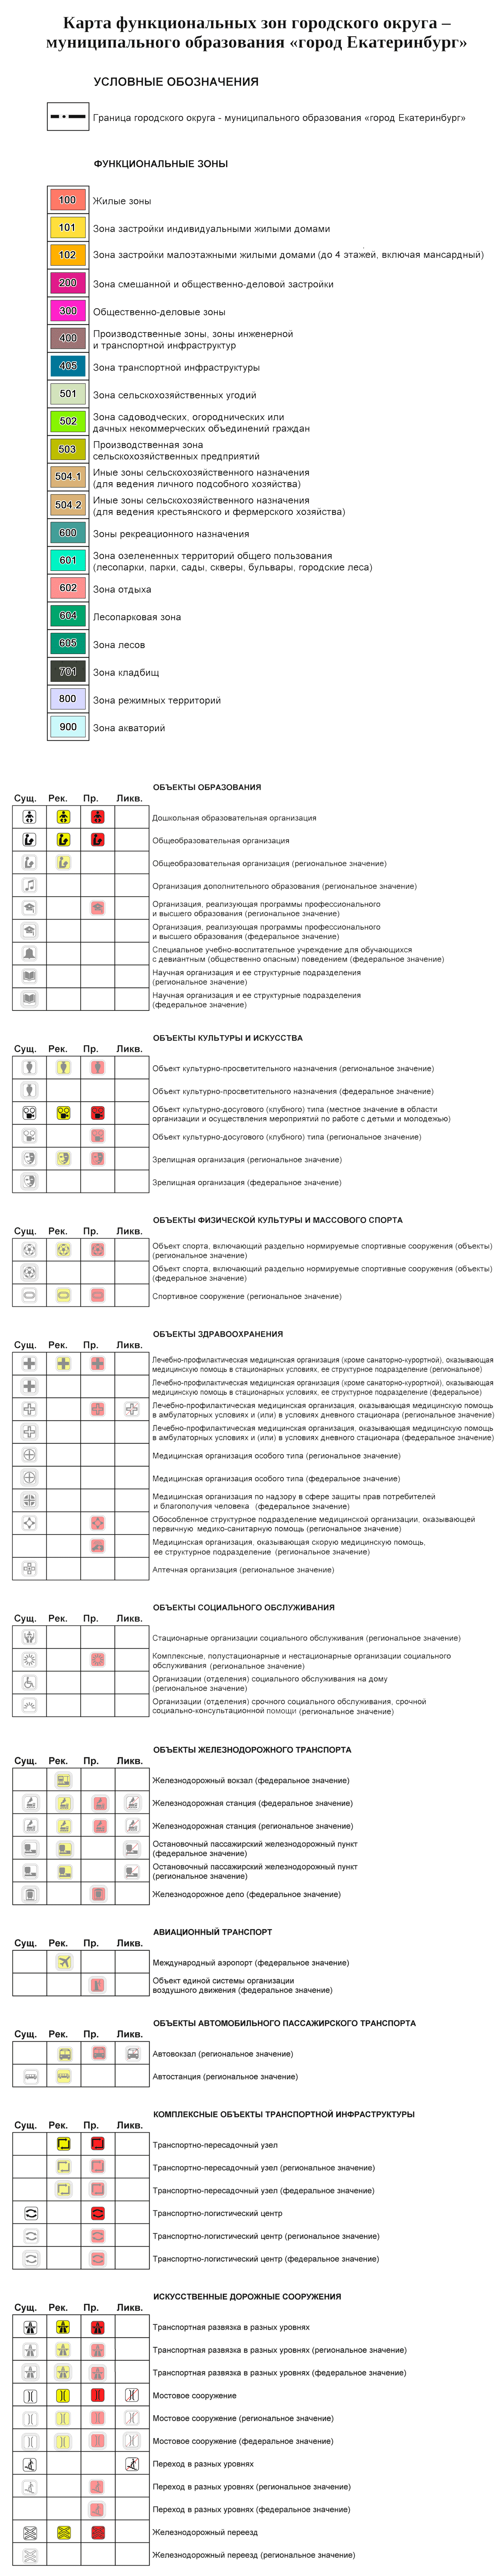 Карта функциональных зон городского округа –
муниципального образования «город Екатеринбург»
УСЛОВНЫЕ ОБОЗНАЧЕНИЯ
Граница городского округа - муниципального образования «город Екатеринбург»
ФУНКЦИОНАЛЬНЫЕ ЗОНЫ
100 Жилые зоны
101 Зона застройки индивидуальными жилыми домами
102 Зона застройки малоэтажными жилыми домами (до 4 этажей, включая мансардный)
200 Зона смешанной и общественно-деловой застройки
300 Общественно-деловые зоны
400 Производственные зоны, зоны инженерной
и транспортной инфраструктур
405 Зона транспортной инфраструктуры
501 Зона сельскохозяйственных угодий
502 Зона садоводческих, огороднических или
дачных некоммерческих объединений граждан
503 Производственная зона
сельскохозяйственных предприятий
504.1 Иные зоны сельскохозяйственного назначения
(для ведения личного подсобного хозяйства)
504.2 Иные зоны сельскохозяйственного назначения
(для ведения крестьянского и фермерского хозяйства)
600 Зоны рекреационного назначения
601 Зона озелененных территорий общего пользования
(лесопарки, парки, сады, скверы, бульвары, городские леса)
602 Зона отдыха
604 Лесопарковая зона
605 Зона лесов
701 Зона кладбищ
800 Зона режимных территорий
900 Зона акваторий
ОБЪЕКТЫ ОБРАЗОВАНИЯ
Сущ. Рек. Пр. Ликв.
Дошкольная образовательная организация
Общеобразовательная организация
Общеобразовательная организация (региональное значение)
Организация дополнительного образования (региональное значение)
Организация, реализующая программы профессионального
и высшего образования (региональное значение)
Организация, реализующая программы профессионального
и высшего образования (федеральное значение)
Специальное учебно-воспитательное учреждение для обучающихся
с девиантным (общественно опасным) поведением (федеральное значение)
Научная организация и ее структурные подразделения
(региональное значение)
Научная организация и ее структурные подразделения
(федеральное значение)
ОБЪЕКТЫ КУЛЬТУРЫ И ИСКУССТВА
Сущ. Рек. Пр. Ликв.
Объект культурно-просветительного назначения (региональное значение)
Объект культурно-просветительного назначения (федеральное значение)
Объект культурно-досугового (клубного) типа (местное значение в области
организации и осуществления мероприятий по работе с детьми и молодежью)
Объект культурно-досугового (клубного) типа (региональное значение)
Зрелищная организация (региональное значение)
Зрелищная организация (федеральное значение)
ОБЪЕКТЫ ФИЗИЧЕСКОЙ КУЛЬТУРЫ И МАССОВОГО СПОРТА
Сущ. Рек. Пр. Ликв.
Объект спорта, включающий раздельно нормируемые спортивные сооружения (объекты)
(региональное значение)
Объект спорта, включающий раздельно нормируемые спортивные сооружения (объекты)
(федеральное значение)
Спортивное сооружение (региональное значение)
ОБЪЕКТЫ ЗДРАВООХРАНЕНИЯ
Сущ. Рек. Пр. Ликв.
Лечебно-профилактическая медицинская организация (кроме санаторно-курортной), оказывающая
медицинскую помощь в стационарных условиях, ее структурное подразделение (региональное)
Лечебно-профилактическая медицинская организация (кроме санаторно-курортной), оказывающая
медицинскую помощь в стационарных условиях, ее структурное подразделение (федеральное)
Лечебно-профилактическая медицинская организация, оказывающая медицинскую помощь
в амбулаторных условиях и (или) в условиях дневного стационара (региональное значение)
Лечебно-профилактическая медицинская организация, оказывающая медицинскую помощь
в амбулаторных условиях и (или) в условиях дневного стационара (федеральное значение)
Медицинская организация особого типа (региональное значение)
Медицинская организация особого типа (федеральное значение)
Медицинская организация по надзору в сфере защиты прав потребителей
и благополучия человека (федеральное значение)
Обособленное структурное подразделение медицинской организации, оказывающей
первичную медико-санитарную помощь (региональное значение)
Медицинская организация, оказывающая скорую медицинскую помощь,
ее структурное подразделение (региональное значение)
Аптечная организация (региональное значение)
ОБЪЕКТЫ СОЦИАЛЬНОГО ОБСЛУЖИВАНИЯ
Сущ. Рек. Пр. Ликв.
Стационарные организации социального обслуживания (региональное значение)
Комплексные, полустационарные и нестационарные организации социального
обслуживания (региональное значение)
Организации (отделения) социального обслуживания на дому
(региональное значение)
Организации (отделения) срочного социального обслуживания, срочной
социально-консультационной помощи (региональное значение)
ОБЪЕКТЫ ЖЕЛЕЗНОДОРОЖНОГО ТРАНСПОРТА
Сущ. Рек. Пр. Ликв.
Железнодорожный вокзал (федеральное значение)
Железнодорожная станция (федеральное значение)
Железнодорожная станция (региональное значение)
Остановочный пассажирский железнодорожный пункт
(федеральное значение)
Остановочный пассажирский железнодорожный пункт
(региональное значение)
Железнодорожное депо (федеральное значение)
АВИАЦИОННЫЙ ТРАНСПОРТ
Сущ. Рек. Пр. Ликв.
Международный аэропорт (федеральное значение)
Объект единой системы организации
воздушного движения (федеральное значение)
ОБЪЕКТЫ АВТОМОБИЛЬНОГО ПАССАЖИРСКОГО ТРАНСПОРТА
Сущ. Рек. Пр. Ликв.
Автовокзал (региональное значение)
Автостанция (региональное значение)
КОМПЛЕКСНЫЕ ОБЪЕКТЫ ТРАНСПОРТНОЙ ИНФРАСТРУКТУРЫ
Сущ. Рек. Пр. Ликв.
Транспортно-пересадочный узел
Транспортно-пересадочный узел (региональное значение)
Транспортно-пересадочный узел (федеральное значение)
Транспортно-логистический центр
Транспортно-логистический центр (региональное значение)
Транспортно-логистический центр (федеральное значение)
ИСКУССТВЕННЫЕ ДОРОЖНЫЕ СООРУЖЕНИЯ
Сущ. Рек. Пр. Ликв.
Транспортная развязка в разных уровнях
Транспортная развязка в разных уровнях (региональное значение)
Транспортная развязка в разных уровнях (федеральное значение)
Мостовое сооружение
Мостовое сооружение (региональное значение)
Мостовое сооружение (федеральное значение)
Переход в разных уровнях
Переход в разных уровнях (региональное значение)
Переход в разных уровнях (федеральное значение)
Железнодорожный переезд
Железнодорожный переезд (региональное значение)